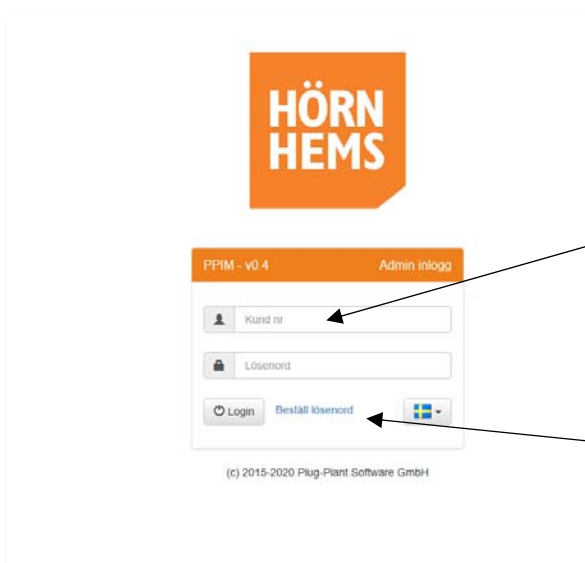 HÖRN
HEMS
PPIM - v0.4 Admin inlogg
Kund nr
Lösenord
Login Beställ lösenord
(c) 2015-2020 Plug-Plant Software GmbH